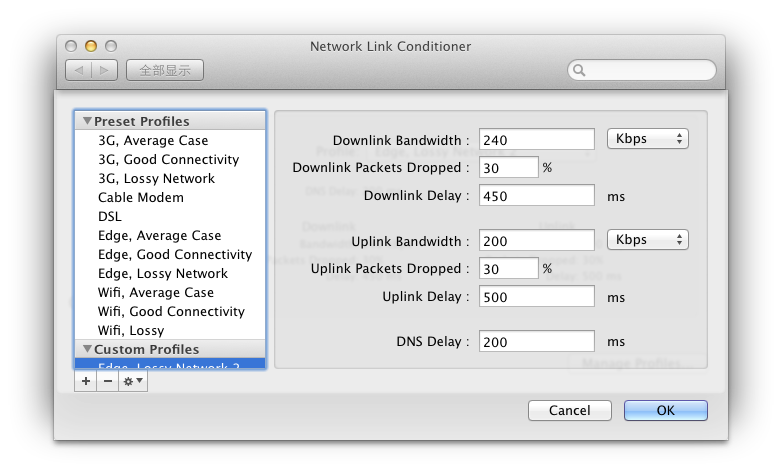 Network Link Conditioner
全部显示
Preset Profiles
3G, Average Case
3G, Good Connectivity
3G, Lossy Network
Cable Modem
DSL
Edge, Average Case
Edge, Good Connectivity
Edge, Lossy Network
Wifi, Average Case
Wifi, Good Connectivity
Wifi, Lossy
Custom Profiles
Edge, Lossy Network 2
Downlink Bandwidth : 240 Kbps
Downlink Packets Dropped : 30 %
Downlink Delay : 450 ms
Uplink Bandwidth : 200 Kbps
Uplink Packets Dropped : 30 %
Uplink Delay : 500 ms
DNS Delay : 200 ms
Manage Profiles...
Cancel OK